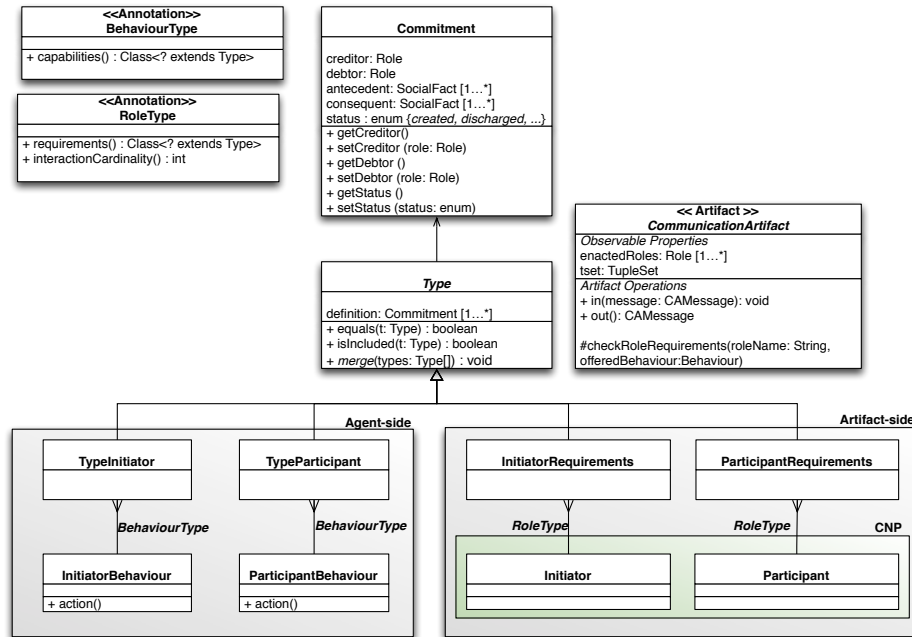 <<Annotation>>
BehaviourType
+ capabilities() : Class<? extends Type>
<<Annotation>>
RoleType
+ requirements() : Class<? extends Type>
+ interactionCardinality() : int
Commitment
creditor: Role
debtor: Role
antecedent: SocialFact [1...*]
consequent: SocialFact [1...*]
status : enum {created, discharged, ...}
+ getCreditor()
+ setCreditor (role: Role)
+ getDebtor ()
+ setDebtor (role: Role)
+ getStatus ()
+ setStatus (status: enum)
<< Artifact >>
CommunicationArtifact
Observable Properties
enactedRoles: Role [1...*]
tset: TupleSet
Artifact Operations
+ in(message: CAMessage): void
+ out(): CAMessage
#checkRoleRequirements(roleName: String,
offeredBehaviour:Behaviour)
Type
definition: Commitment [1...*]
+ equals(t: Type) : boolean
+ isIncluded(t: Type) : boolean
+ merge(types: Type[]) : void
Agent-side
TypeInitiator
TypeParticipant
BehaviourType
BehaviourType
InitiatorBehaviour
+ action()
ParticipantBehaviour
+ action()
Artifact-side
InitiatorRequirements
ParticipantRequirements
RoleType
RoleType
CNP
Initiator
Participant